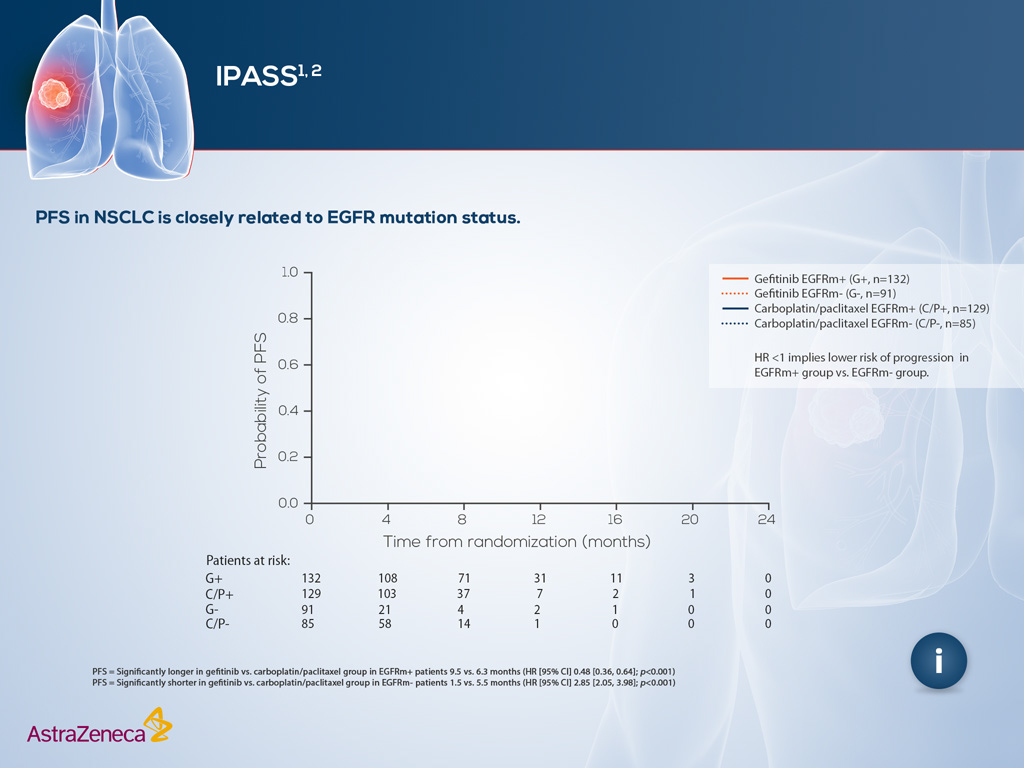 IPASS1, 2
PFS in NSCLC is closely related to EGFR mutation status.
1.0
0.8
0.6
0.4
0.2
0.0
Probability of PFS
0 4 8 12 16 20 24
Time from randomization (months)
Gefitinib EGFRm+ (G+, n=132)
Gefitinib EGFRm- (G-, n=91)
Carboplatin/paclitaxel EGFRm+ (C/P+, n=129)
Carboplatin/paclitaxel EGFRm- (C/P-, n=85)
HR <1 implies lower risk of progression in
EGFRm+ group vs. EGFRm- group.
Patients at risk:
G+ 132 108 71 31 11 3 0
C/P+ 129 103 37 7 2 1 0
G- 91 21 4 2 1 0 0
C/P- 85 58 14 1 0 0 0
PFS = Significantly longer in gefitinib vs. carboplatin/paclitaxel group in EGFRm+ patients 9.5 vs. 6.3 months (HR [95% CI] 0.48 [0.36, 0.64]; p<0.001)
PFS = Significantly shorter in gefitinib vs. carboplatin/paclitaxel group in EGFRm- patients 1.5 vs. 5.5 months (HR [95% CI] 2.85 [2.05, 3.98]; p<0.001)
i
AstraZeneca